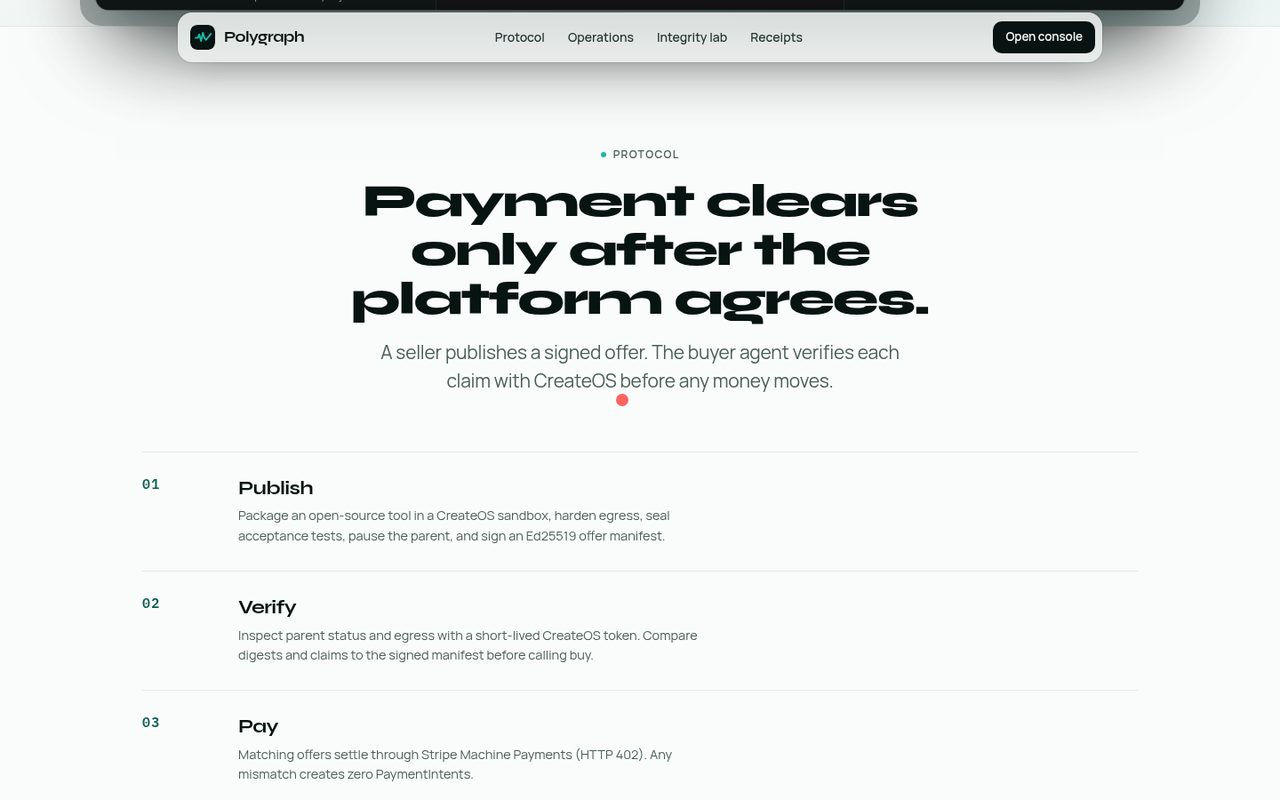 Polygraph
Protocol
Operations
Integrity lab
Receipts
Open console
PROTOCOL
Payment clears
only after the
platform agrees.
A seller publishes a signed offer. The buyer agent verifies each
claim with CreateOS before any money moves.
01
Publish
Package an open-source tool in a CreateOS sandbox, harden egress, seal
acceptance tests, pause the parent, and sign an Ed25519 offer manifest.
02
Verify
Inspect parent status and egress with a short-lived CreateOS token. Compare
digests and claims to the signed manifest before calling buy.
03
Pay
Matching offers settle through Stripe Machine Payments (HTTP 402). Any
mismatch creates zero PaymentIntents.